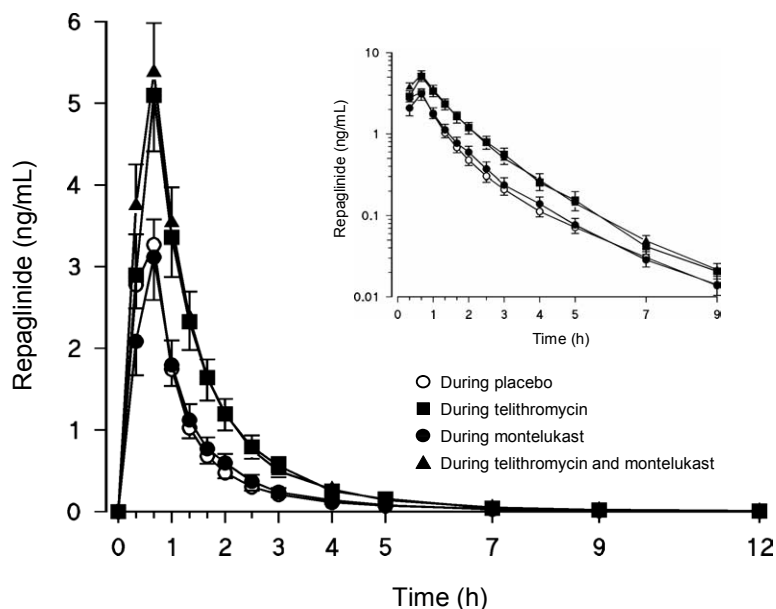 6
5
4
3
2
1
0
Repaglinide (ng/mL)
0 1 2 3 4 5 7 9 12
Time (h)
10
1
0.1
0.01
Repaglinide (ng/mL)
0 1 2 3 4 5 7 9
Time (h)
During placebo
During telithromycin
During montelukast
During telithromycin and montelukast